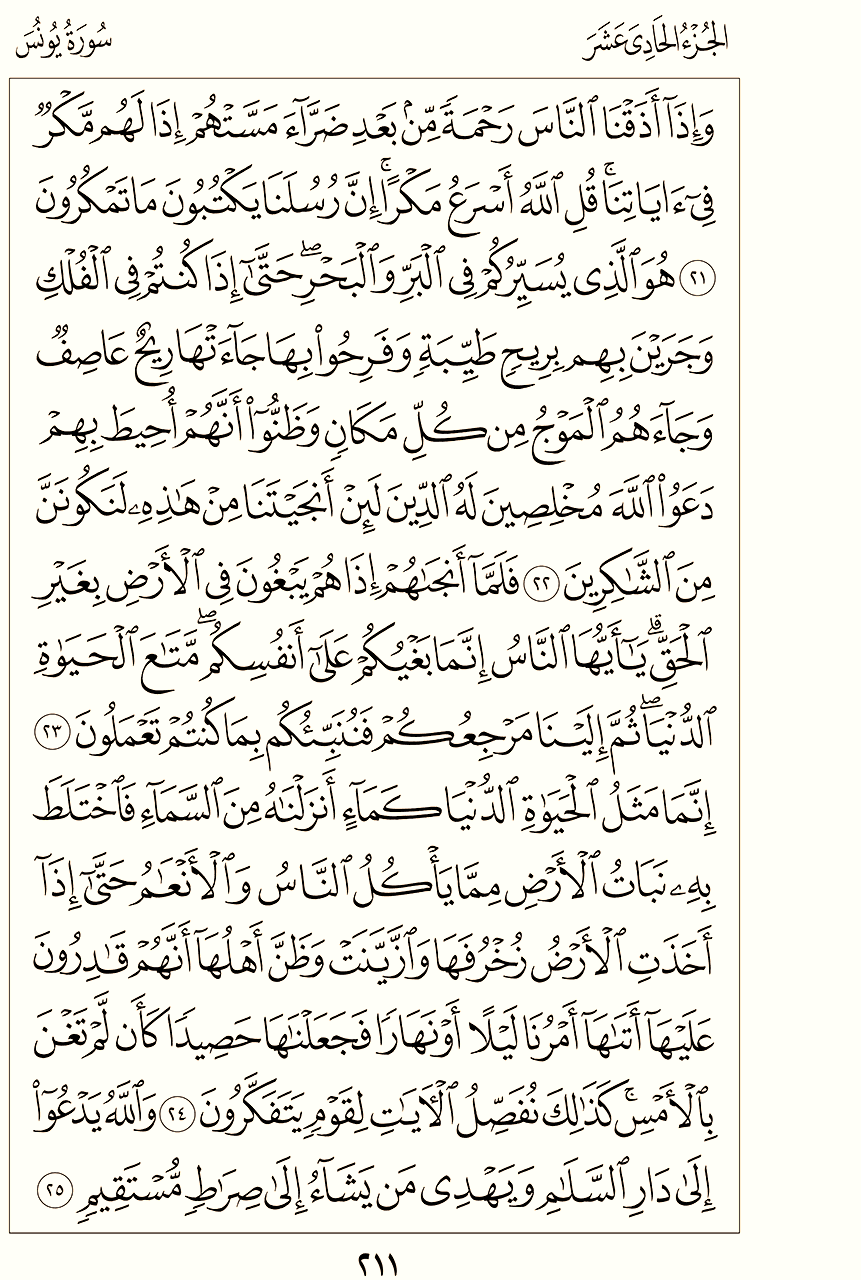 الجُزْءُ الحَادِيَ عَشَرَ
سُورَةُ يُونُسَ
وَإِذَآ أَذَقْنَا ٱلنَّاسَ رَحْمَةً مِّنۢ بَعْدِ ضَرَّآءَ مَسَّتْهُمْ إِذَا لَهُم مَّكْرٌ
فِىٓ ءَايَاتِنَا ۚ قُلِ ٱللَّهُ أَسْرَعُ مَكْرًا ۚ إِنَّ رُسُلَنَا يَكْتُبُونَ مَا تَمْكُرُونَ
٢١ هُوَ ٱلَّذِى يُسَيِّرُكُمْ فِى ٱلْبَرِّ وَٱلْبَحْرِ ۖ حَتَّىٰٓ إِذَا كُنتُمْ فِى ٱلْفُلْكِ
وَجَرَيْنَ بِهِم بِرِيحٍ طَيِّبَةٍ وَفَرِحُوا۟ بِهَا جَآءَتْهَا رِيحٌ عَاصِفٌ
وَجَآءَهُمُ ٱلْمَوْجُ مِن كُلِّ مَكَانٍ وَظَنُّوٓا۟ أَنَّهُمْ أُحِيطَ بِهِمْ
دَعَوُا۟ ٱللَّهَ مُخْلِصِينَ لَهُ ٱلدِّينَ لَئِنْ أَنجَيْتَنَا مِنْ هَٰذِهِۦ لَنَكُونَنَّ
مِنَ ٱلشَّٰكِرِينَ ٢٢ فَلَمَّآ أَنجَىٰهُمْ إِذَا هُمْ يَبْغُونَ فِى ٱلْأَرْضِ بِغَيْرِ
ٱلْحَقِّ ۗ يَٰٓأَيُّهَا ٱلنَّاسُ إِنَّمَا بَغْيُكُمْ عَلَىٰٓ أَنفُسِكُم ۖ مَّتَٰعَ ٱلْحَيَوٰةِ
ٱلدُّنْيَا ۖ ثُمَّ إِلَيْنَا مَرْجِعُكُمْ فَنُنَبِّئُكُم بِمَا كُنتُمْ تَعْمَلُونَ ٢٣
إِنَّمَا مَثَلُ ٱلْحَيَوٰةِ ٱلدُّنْيَا كَمَآءٍ أَنزَلْنَٰهُ مِنَ ٱلسَّمَآءِ فَٱخْتَلَطَ
بِهِۦ نَبَاتُ ٱلْأَرْضِ مِمَّا يَأْكُلُ ٱلنَّاسُ وَٱلْأَنْعَٰمُ حَتَّىٰٓ إِذَآ
أَخَذَتِ ٱلْأَرْضُ زُخْرُفَهَا وَٱزَّيَّنَتْ وَظَنَّ أَهْلُهَآ أَنَّهُمْ قَٰدِرُونَ
عَلَيْهَآ أَتَىٰهَآ أَمْرُنَا لَيْلًا أَوْ نَهَارًا فَجَعَلْنَٰهَا حَصِيدًا كَأَن لَّمْ تَغْنَ
بِٱلْأَمْسِ ۚ كَذَٰلِكَ نُفَصِّلُ ٱلْءَايَٰتِ لِقَوْمٍ يَتَفَكَّرُونَ ٢٤ وَٱللَّهُ يَدْعُوٓا۟
إِلَىٰ دَارِ ٱلسَّلَٰمِ وَيَهْدِى مَن يَشَآءُ إِلَىٰ صِرَٰطٍ مُّسْتَقِيمٍ ٢٥
٢١١